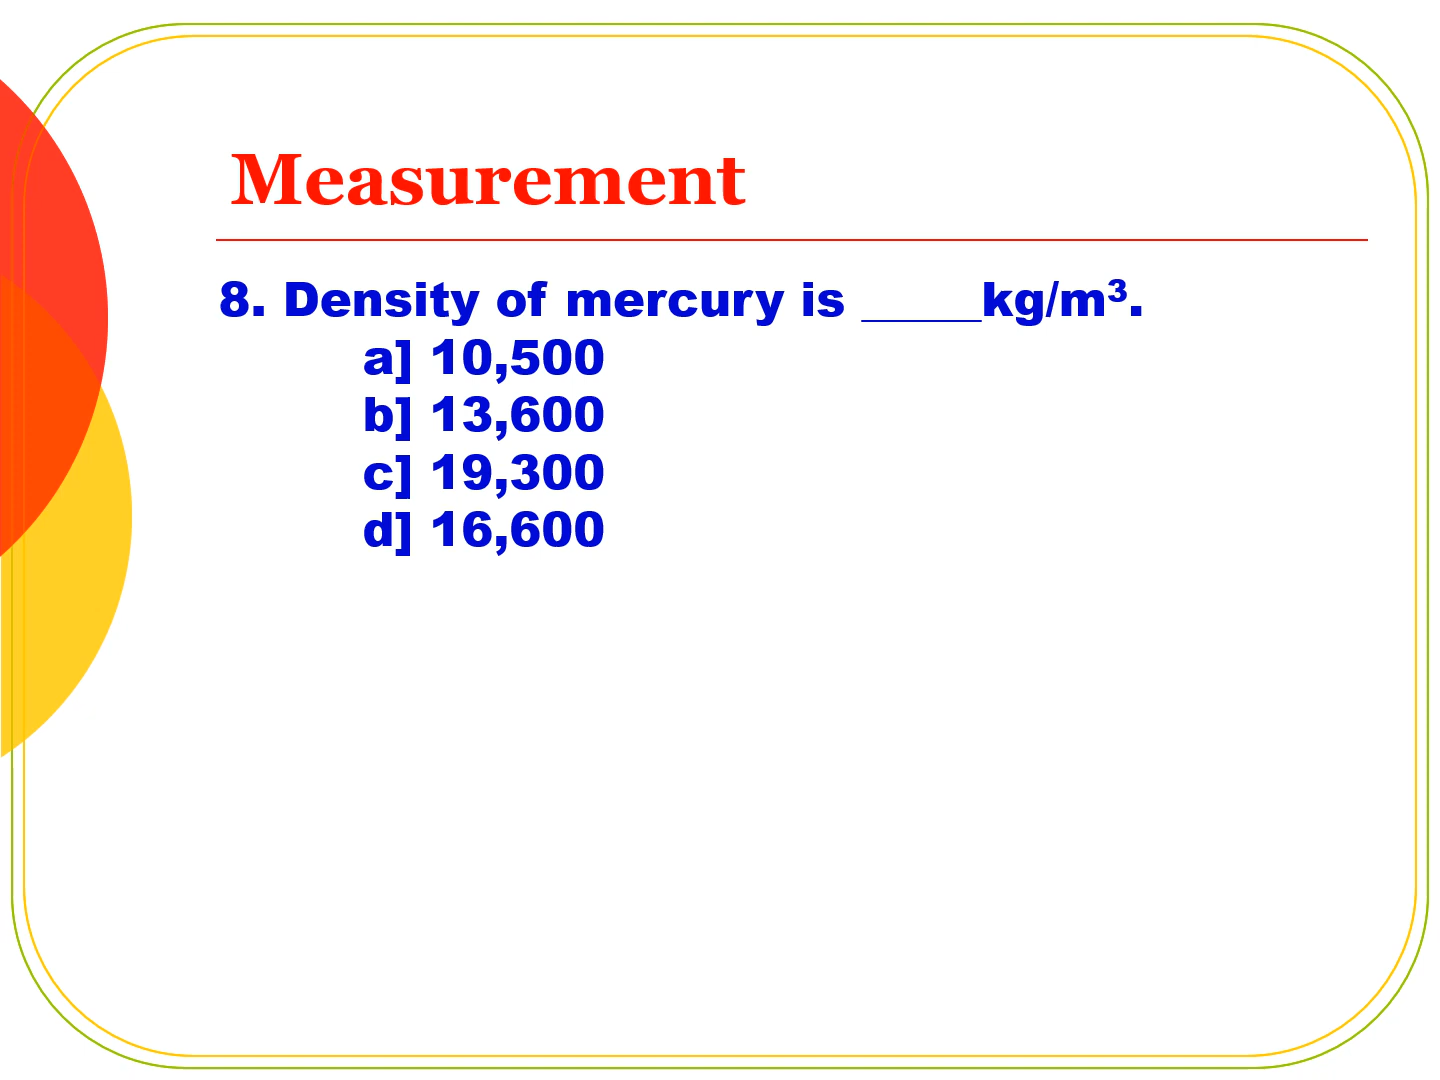 Measurement
8. Density of mercury is _____kg/m³.
a] 10,500
b] 13,600
c] 19,300
d] 16,600